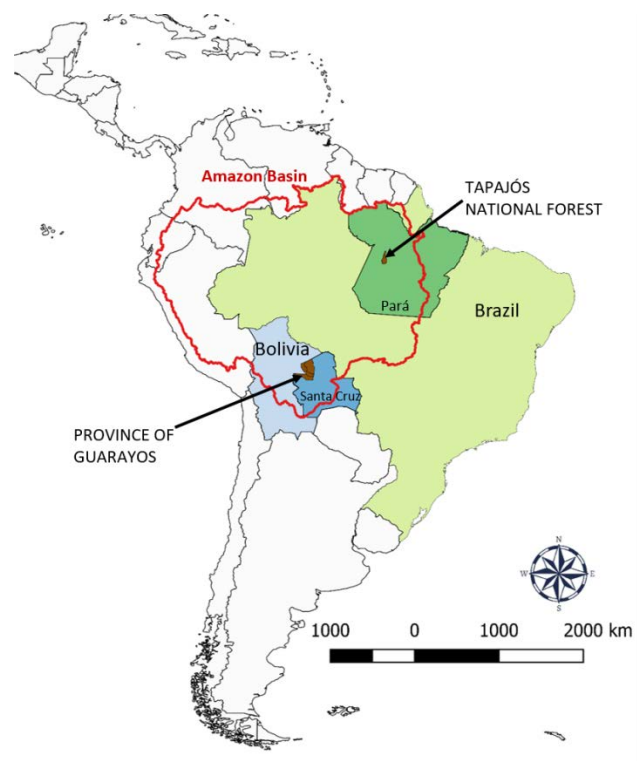 Amazon Basin
TAPAJÓS
NATIONAL FOREST
Pará
Brazil
Bolivia
Santa Cruz
PROVINCE OF
GUARAYOS
N
W
E
S
1000 0 1000 2000 km